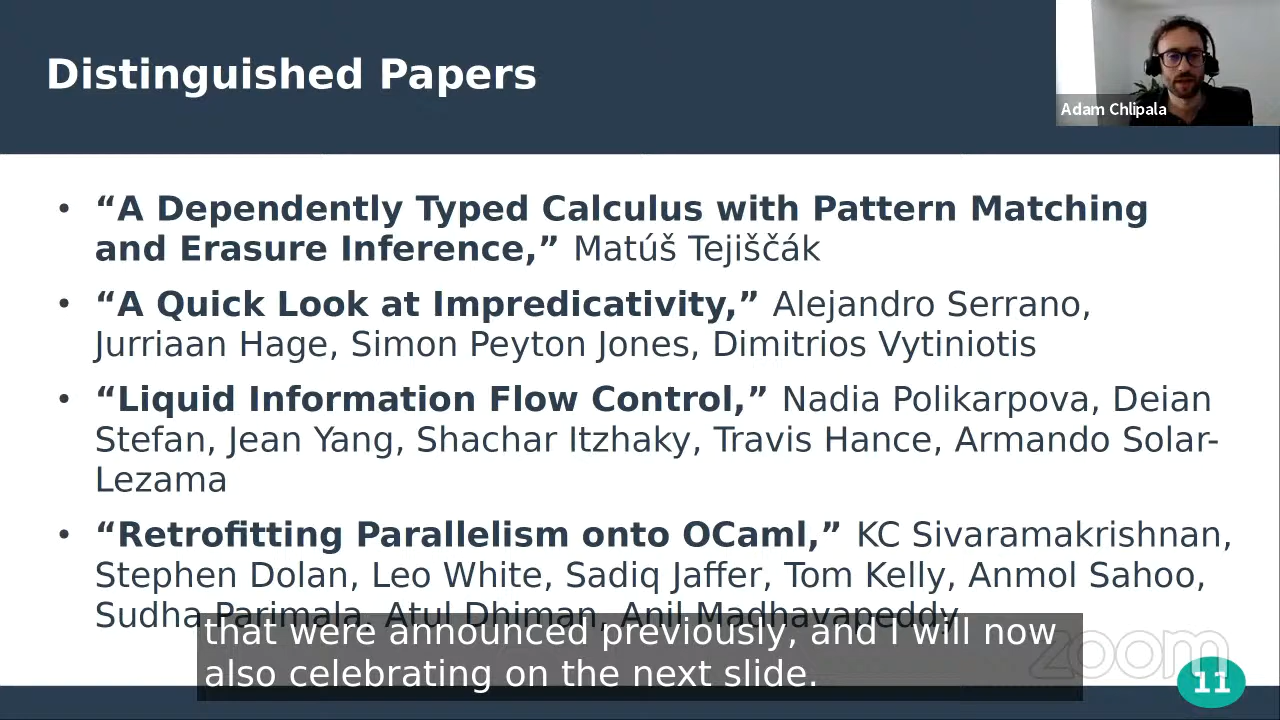 Distinguished Papers
Adam Chlipala
• “A Dependently Typed Calculus with Pattern Matching
and Erasure Inference,” Matúš Tejiščák
• “A Quick Look at Impredicativity,” Alejandro Serrano,
Jurriaan Hage, Simon Peyton Jones, Dimitrios Vytiniotis
• “Liquid Information Flow Control,” Nadia Polikarpova, Deian
Stefan, Jean Yang, Shachar Itzhaky, Travis Hance, Armando Solar-
Lezama
• “Retrofitting Parallelism onto OCaml,” KC Sivaramakrishnan,
Stephen Dolan, Leo White, Sadiq Jaffer, Tom Kelly, Anmol Sahoo,
Sudha Parimala, Atul Dhiman, Anil Madhavapeddy
that were announced previously, and I will now
also celebrating on the next slide.
zoom
11